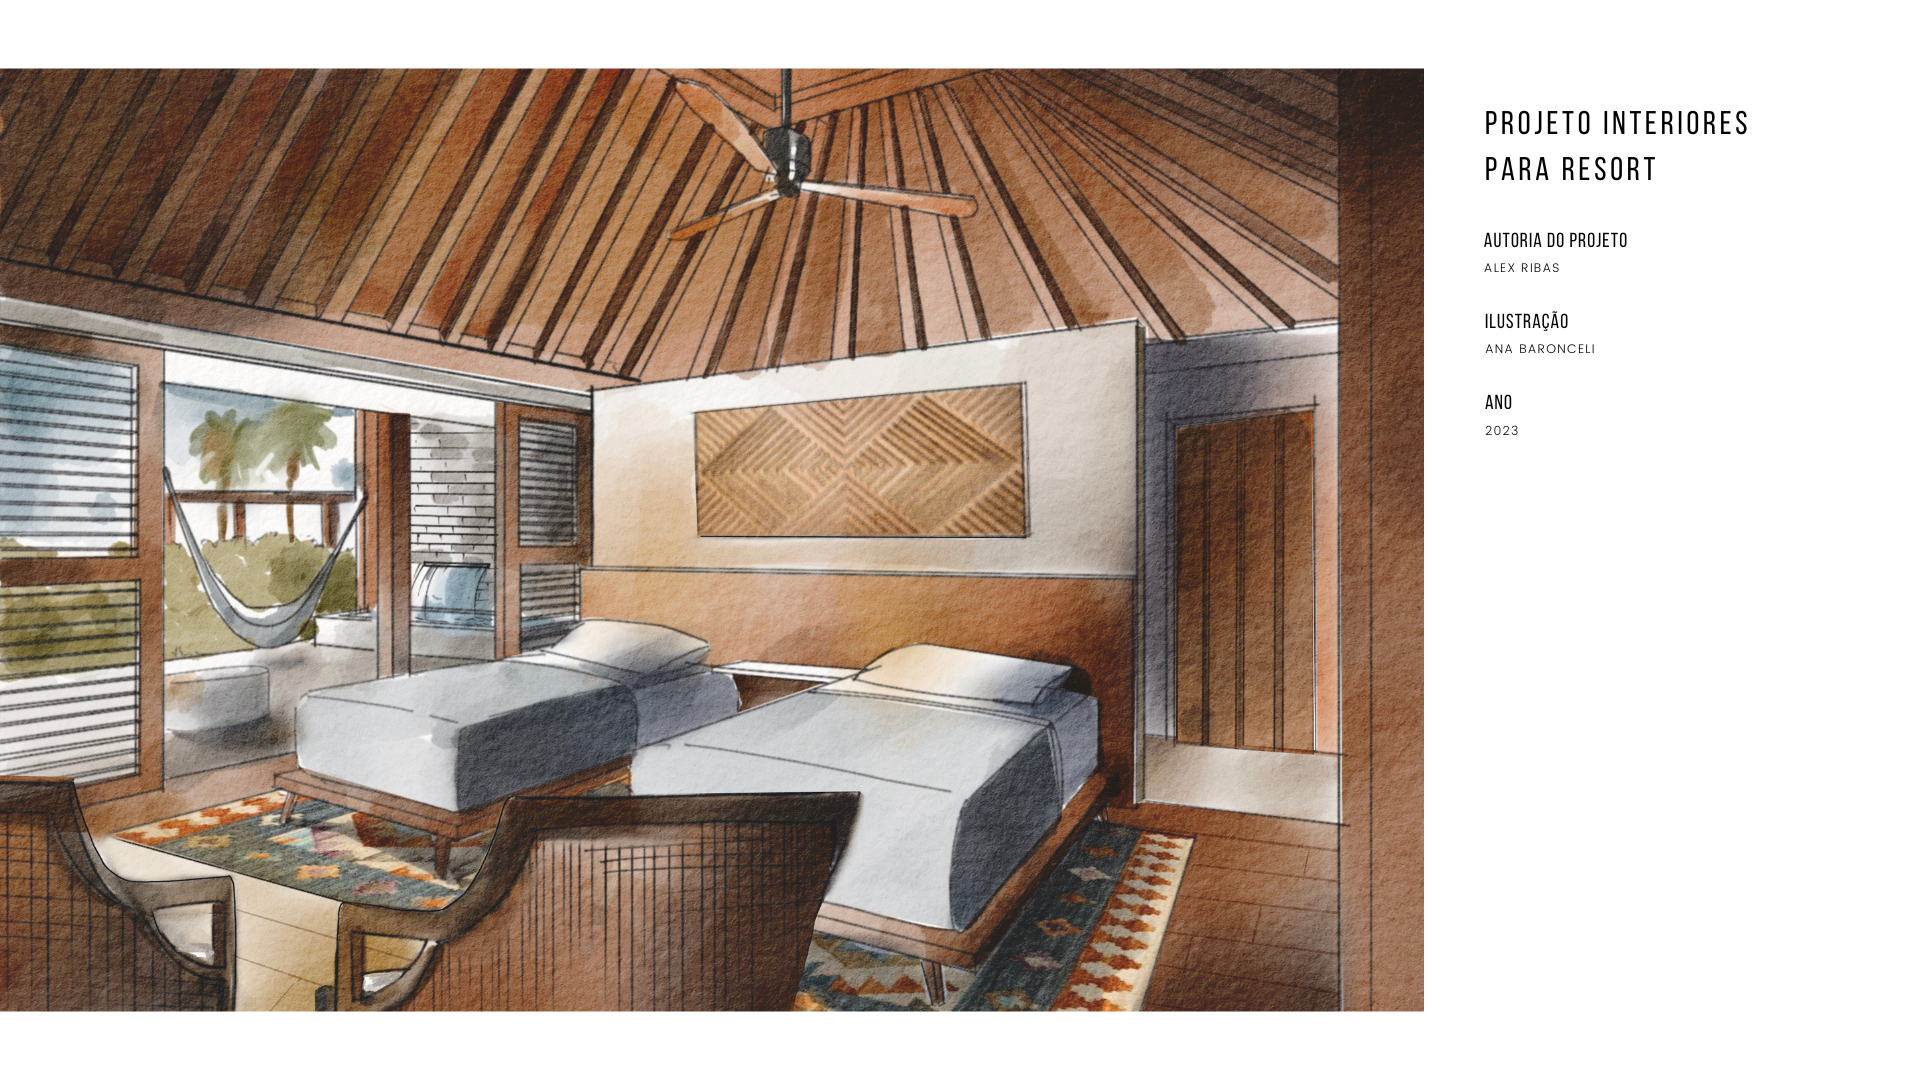 PROJETO INTERIORES
PARA RESORT
AUTORIA DO PROJETO
ALEX RIBAS
ILUSTRAÇÃO
ANA BARONCELI
ANO
2023